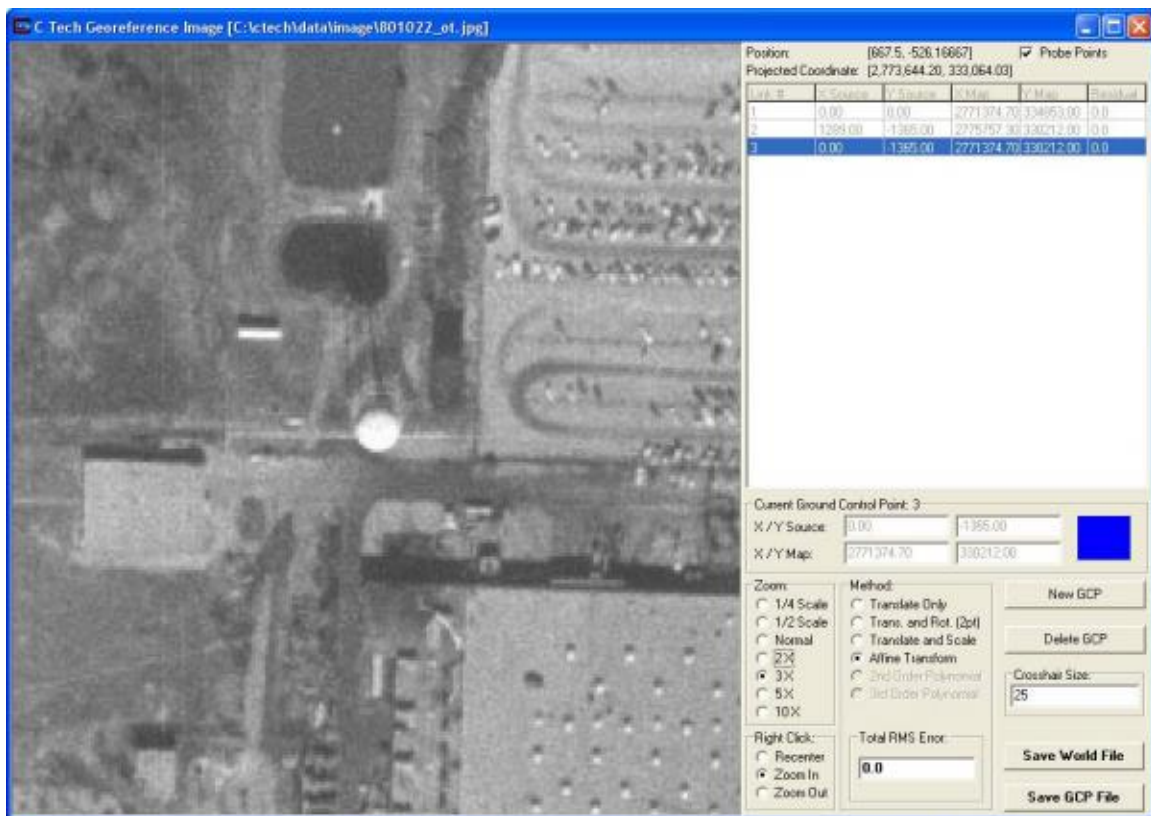 C Tech Georeference Image [C:\ctech\data\image\801022_ot.jpg]
Position: [667.5, -526.16667] Probe Points
Projected Coordinate: [2,773,644.20, 333,064.03]
Link # X Source Y Source X Map Y Map Residual
1 0.00 0.00 2771374.70 334953.00 0.0
2 1289.00 -1365.00 2775757.30 330212.00 0.0
3 0.00 -1365.00 2771374.70 330212.00 0.0
Current Ground Control Point: 3
X / Y Source: 0.00 -1365.00
X / Y Map: 2771374.70 330212.00
Zoom:
1/4 Scale
1/2 Scale
Normal
2X
3X
5X
10X
Method:
Translate Only
Trans. and Rot. (2pt)
Translate and Scale
Affine Transform
2nd Order Polynomial
3rd Order Polynomial
New GCP
Delete GCP
Crosshair Size:
25
Right Click:
Recenter
Zoom In
Zoom Out
Total RMS Error:
0.0
Save World File
Save GCP File